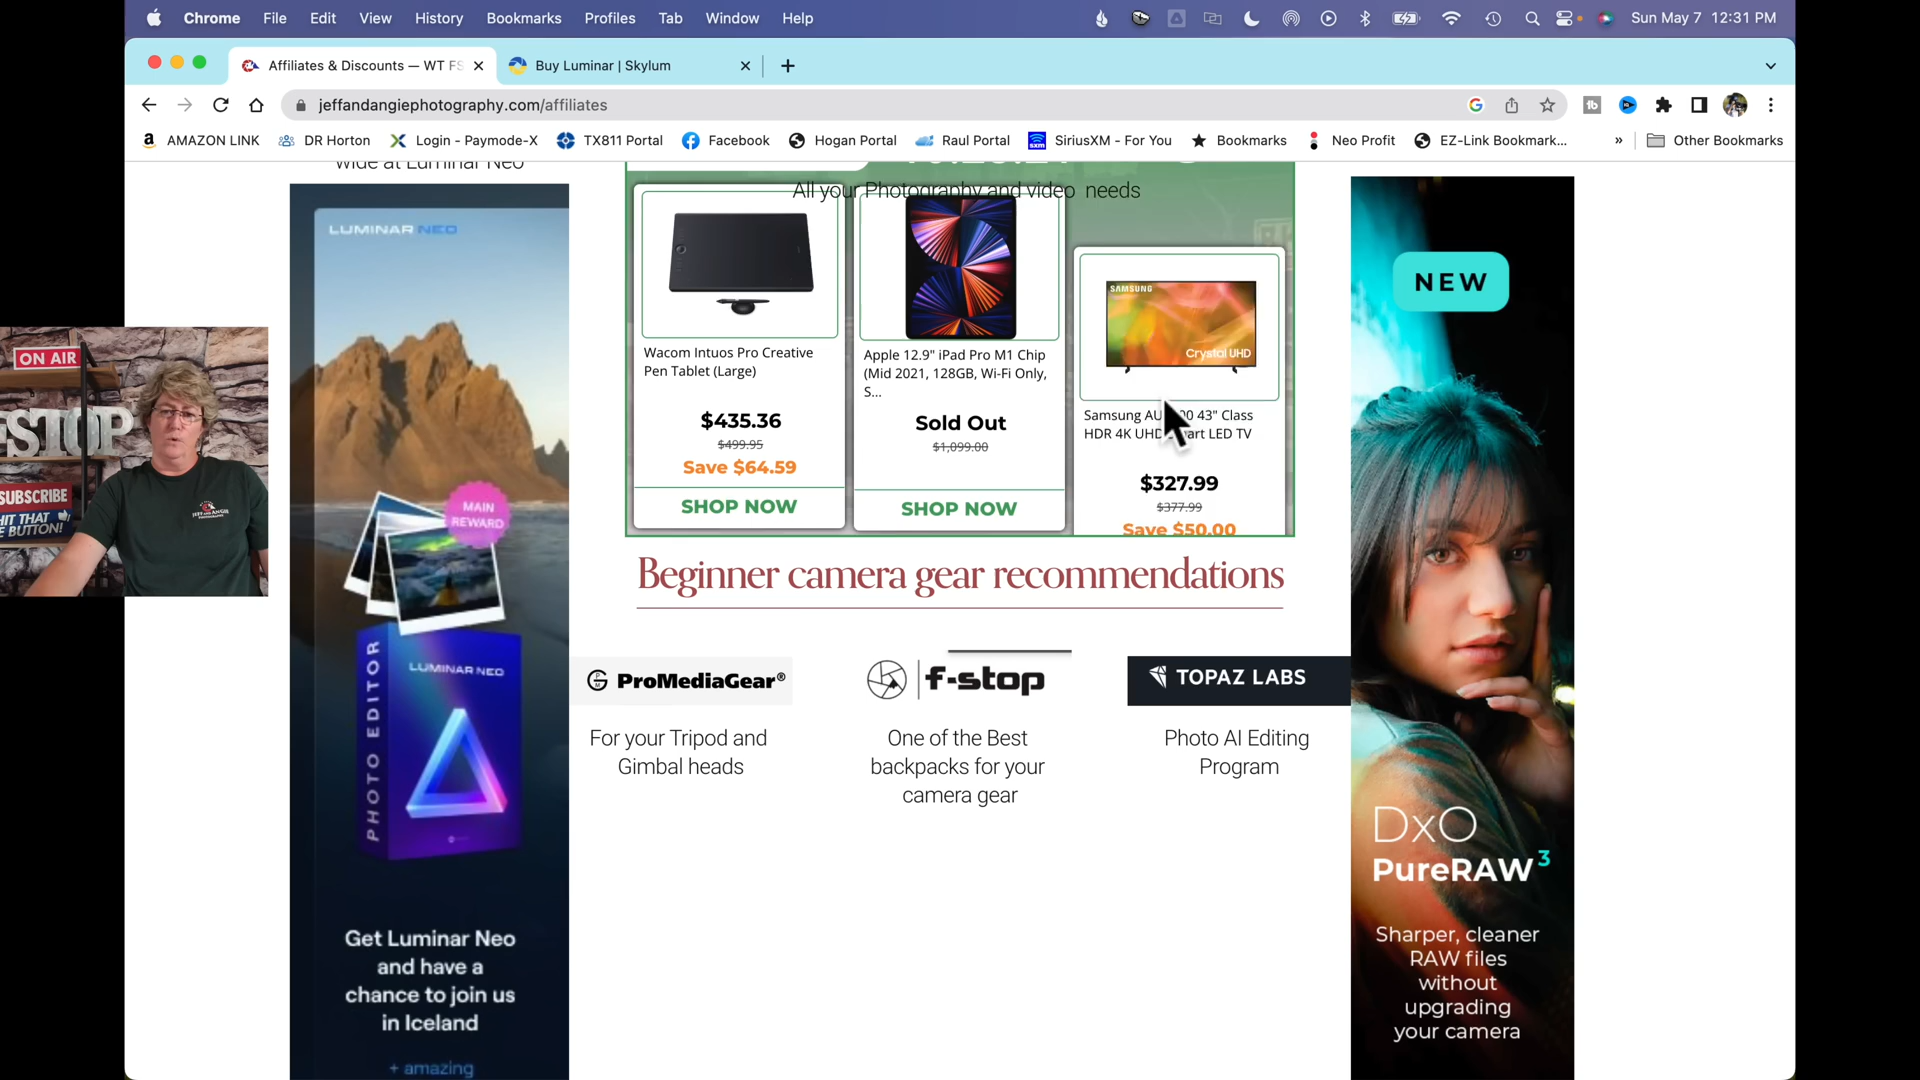 Chrome File Edit View History Bookmarks Profiles Tab Window Help Sun May 7 12:31 PM
Affiliates & Discounts — WT FS Buy Luminar | Skylum
jeffandangiephotography.com/affiliates
AMAZON LINK DR Horton Login - Paymode-X TX811 Portal Facebook Hogan Portal Raul Portal SiriusXM - For You Bookmarks Neo Profit EZ-Link Bookmark... » Other Bookmarks
wide at Luminar Neo
All your Photography and video needs
LUMINAR NEO
MAIN
REWARD
LUMINAR NEO
PHOTO EDITOR
Get Luminar Neo
and have a
chance to join us
in Iceland
+ amazing
Wacom Intuos Pro Creative
Pen Tablet (Large)
$435.36
$499.95
Save $64.59
SHOP NOW
Apple 12.9" iPad Pro M1 Chip
(Mid 2021, 128GB, Wi-Fi Only,
S...
Sold Out
$1,099.00
SHOP NOW
SAMSUNG
Crystal UHD
43" Class
HDR 4K LED TV
$327.99
$377.99
Save $50.00
Beginner camera gear recommendations
ProMediaGear®
For your Tripod and
Gimbal heads
f-stop
One of the Best
backpacks for your
camera gear
TOPAZ LABS
Photo AI Editing
Program
NEW
DxO
PureRAW 3
Sharper, cleaner
RAW files
without
upgrading
your camera
ON AIR
STOP
SUBSCRIBE
HIT THAT
BUTTON!